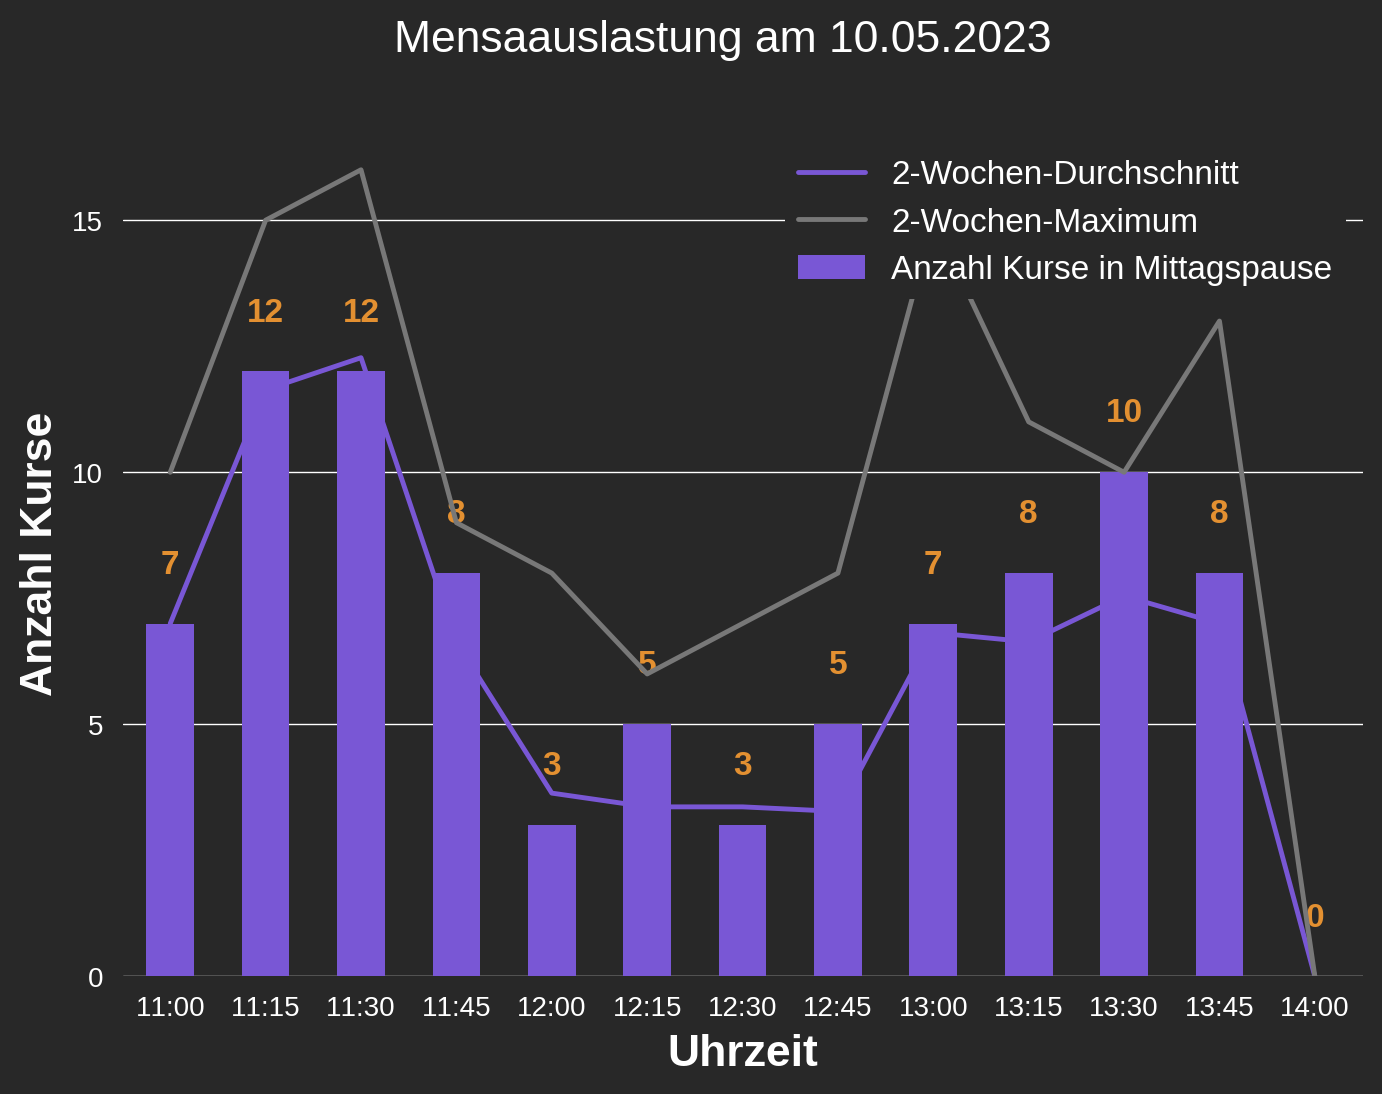 Mensaauslastung am 10.05.2023
2-Wochen-Durchschnitt
2-Wochen-Maximum
Anzahl Kurse in Mittagspause
Anzahl Kurse
15
10
5
0
7
12
12
8
3
5
3
5
7
8
10
8
0
11:00 11:15 11:30 11:45 12:00 12:15 12:30 12:45 13:00 13:15 13:30 13:45 14:00
Uhrzeit